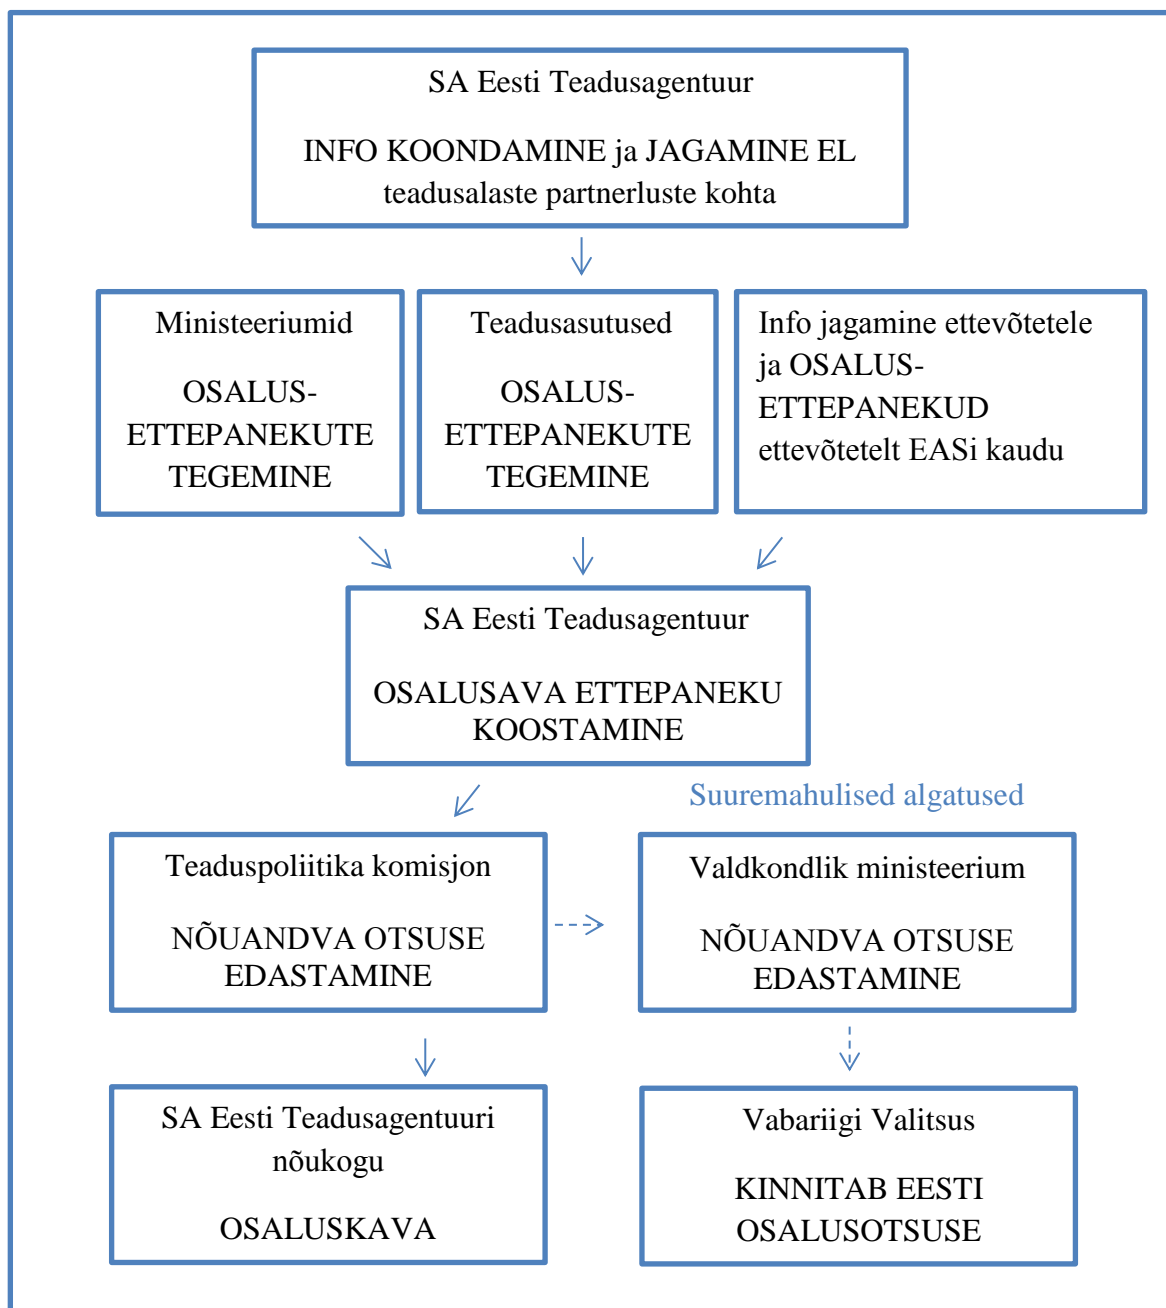 SA Eesti Teadusagentuur
INFO KOONDAMINE ja JAGAMINE EL
teadusalaste partnerluste kohta
Ministeeriumid
OSALUS-
ETTEPANEKUTE
TEGEMINE
Teadusasutused
OSALUS-
ETTEPANEKUTE
TEGEMINE
Info jagamine ettevõtetele
ja OSALUS-
ETTEPANEKUD
ettevõtetelt EASi kaudu
SA Eesti Teadusagentuur
OSALUSAVA ETTEPANEKU
KOOSTAMINE
Suuremahulised algatused
Teaduspoliitika komisjon
NÕUANDVA OTSUSE
EDASTAMINE
Valdkondlik ministeerium
NÕUANDVA OTSUSE
EDASTAMINE
SA Eesti Teadusagentuuri
nõukogu
OSALUSKAVA
Vabariigi Valitsus
KINNITAB EESTI
OSALUSOTSUSE